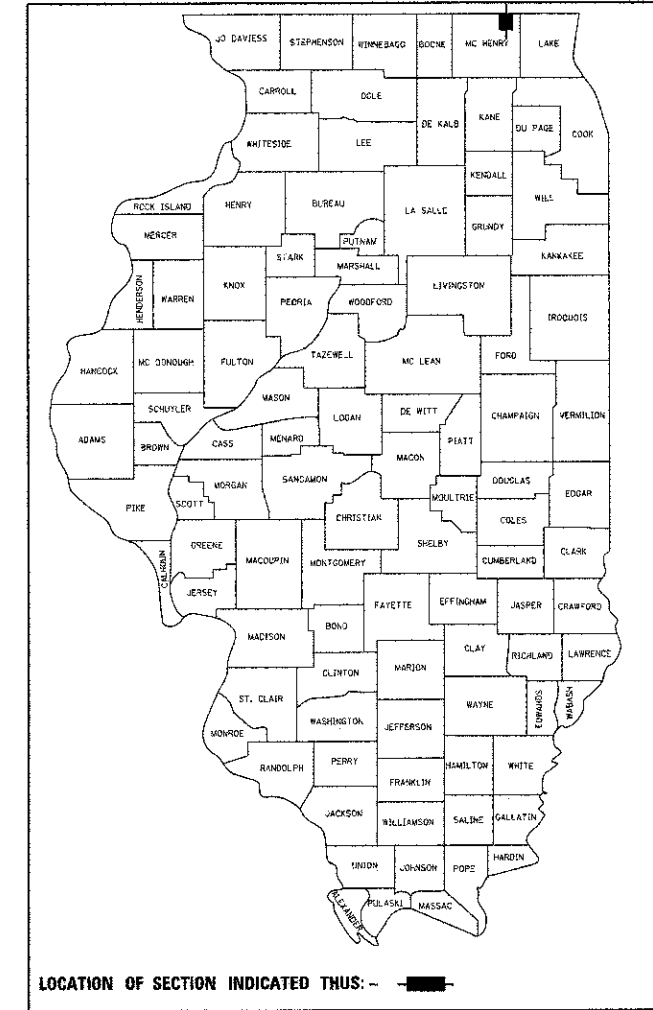 JO DAVIESS STEPHENSON WINNEBAGO BOONE MC HENRY LAKE
CARROLL OGLE
DE KALB KANE DU PAGE COOK
WHITESIDE LEE
KENDALL
ROCK ISLAND HENRY BUREAU LA SALLE WILL
GRUNDY
MERCER PUTNAM
STARK MARSHALL KANKAKEE
HENDERSON WARREN KNOX PEORIA WOODFORD LIVINGSTON
IROQUOIS
HANCOCK MC DONOUGH FULTON TAZEWELL MC LEAN FORD
MASON
SCHUYLER LOGAN DE WITT CHAMPAIGN VERMILION
ADAMS BROWN CASS MENARD PIATT
MACON
MORGAN SANGAMON DOUGLAS
PIKE SCOTT MOULTRIE EDGAR
CHRISTIAN COLES
GREENE SHELBY
CALHOUN MACOUPIN MONTGOMERY CUMBERLAND CLARK
JERSEY FAYETTE EFFINGHAM JASPER CRAWFORD
MADISON BOND
CLAY RICHLAND LAWRENCE
CLINTON MARION
ST. CLAIR WAYNE EDWARDS WABASH
WASHINGTON JEFFERSON
MONROE
RANDOLPH PERRY HAMILTON WHITE
FRANKLIN
JACKSON WILLIAMSON SALINE GALLATIN
UNION JOHNSON POPE HARDIN
ALEXANDER PULASKI MASSAC
LOCATION OF SECTION INDICATED THUS: -